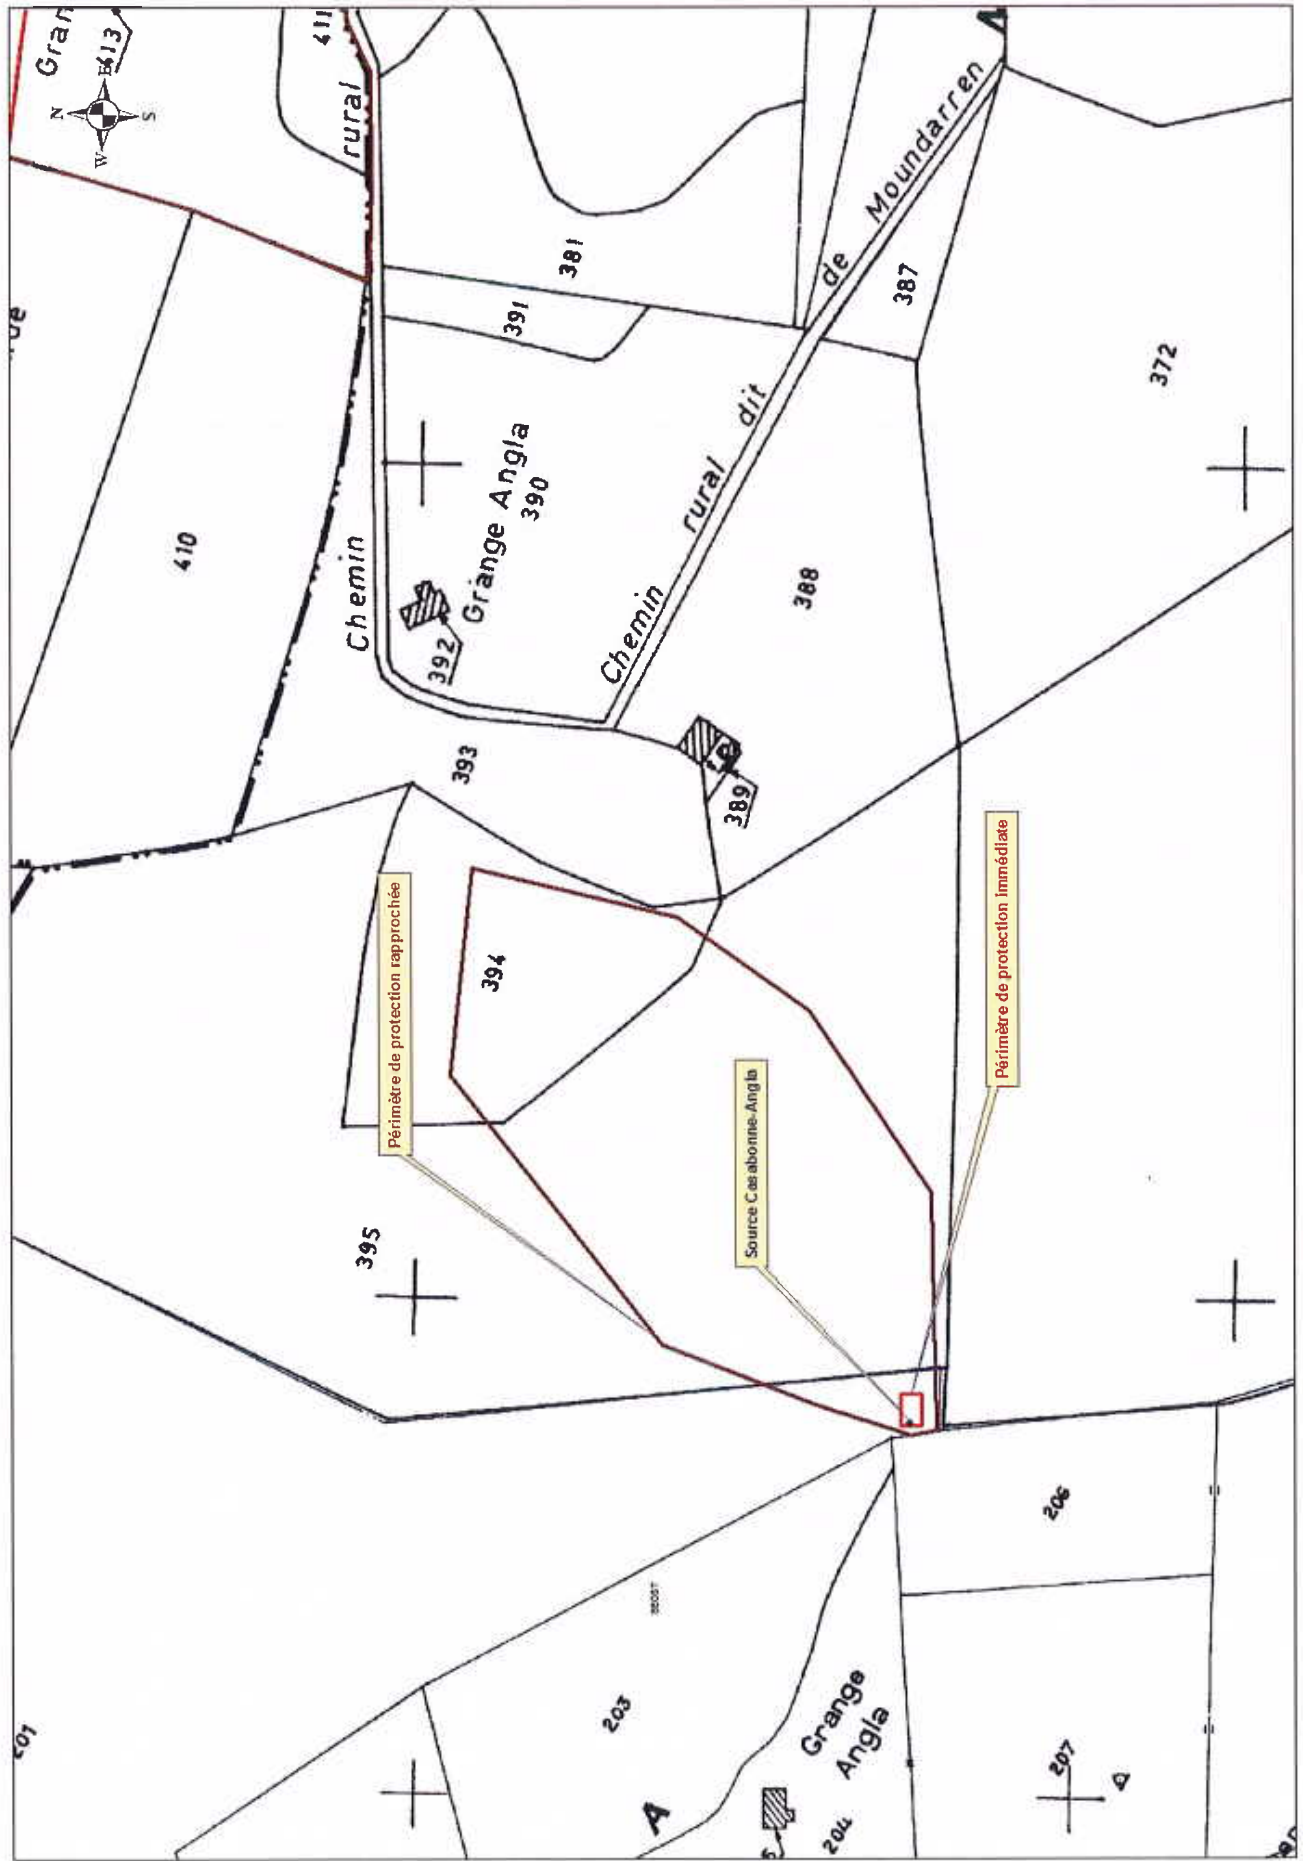 Gran
413
N
E
S
W
411
Chemin
rural
410
381
391
Grange Angla
390
392
Chemin
rural
dit
de
Moundarren
387
372
388
393
389
Périmètre de protection rapprochée
394
395
Source Casabonne-Angla
Périmètre de protection immédiate
201
BEOST
203
A
Grange
Angla
204
206
207